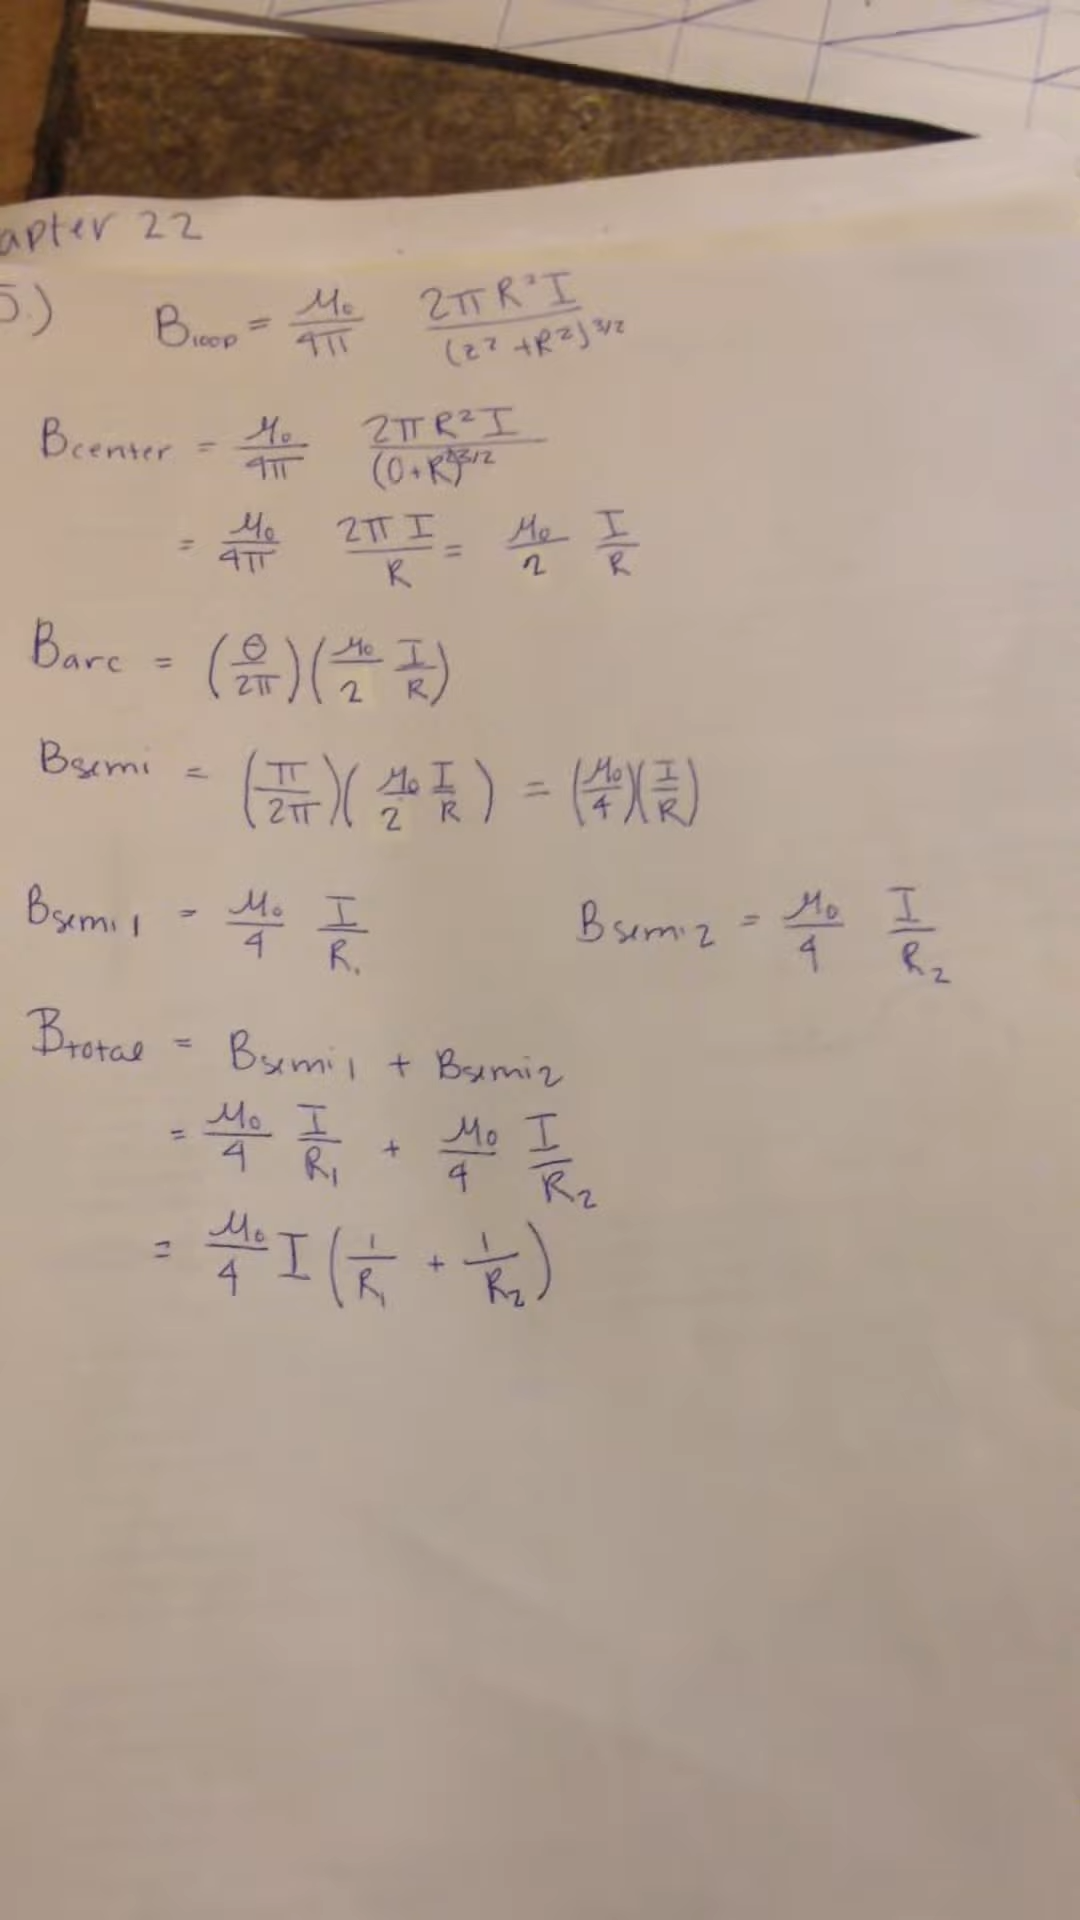 apter 22
5.) B_loop = μ₀/4π 2πR²I/(z² + R²)^3/2
B_center = μ₀/4π 2πR²I/(0+R²)^3/2
= μ₀/4π 2πI/R = μ₀/2 I/R
B_arc = (θ/2π)(μ₀/2 I/R)
B_semi = (π/2π)(μ₀/2 I/R) = (μ₀/4)(I/R)
B_semi 1 = μ₀/4 I/R₁ B_semi 2 = μ₀/4 I/R₂
B_total = B_semi 1 + B_semi 2
= μ₀/4 I/R₁ + μ₀/4 I/R₂
= μ₀/4 I (1/R₁ + 1/R₂)